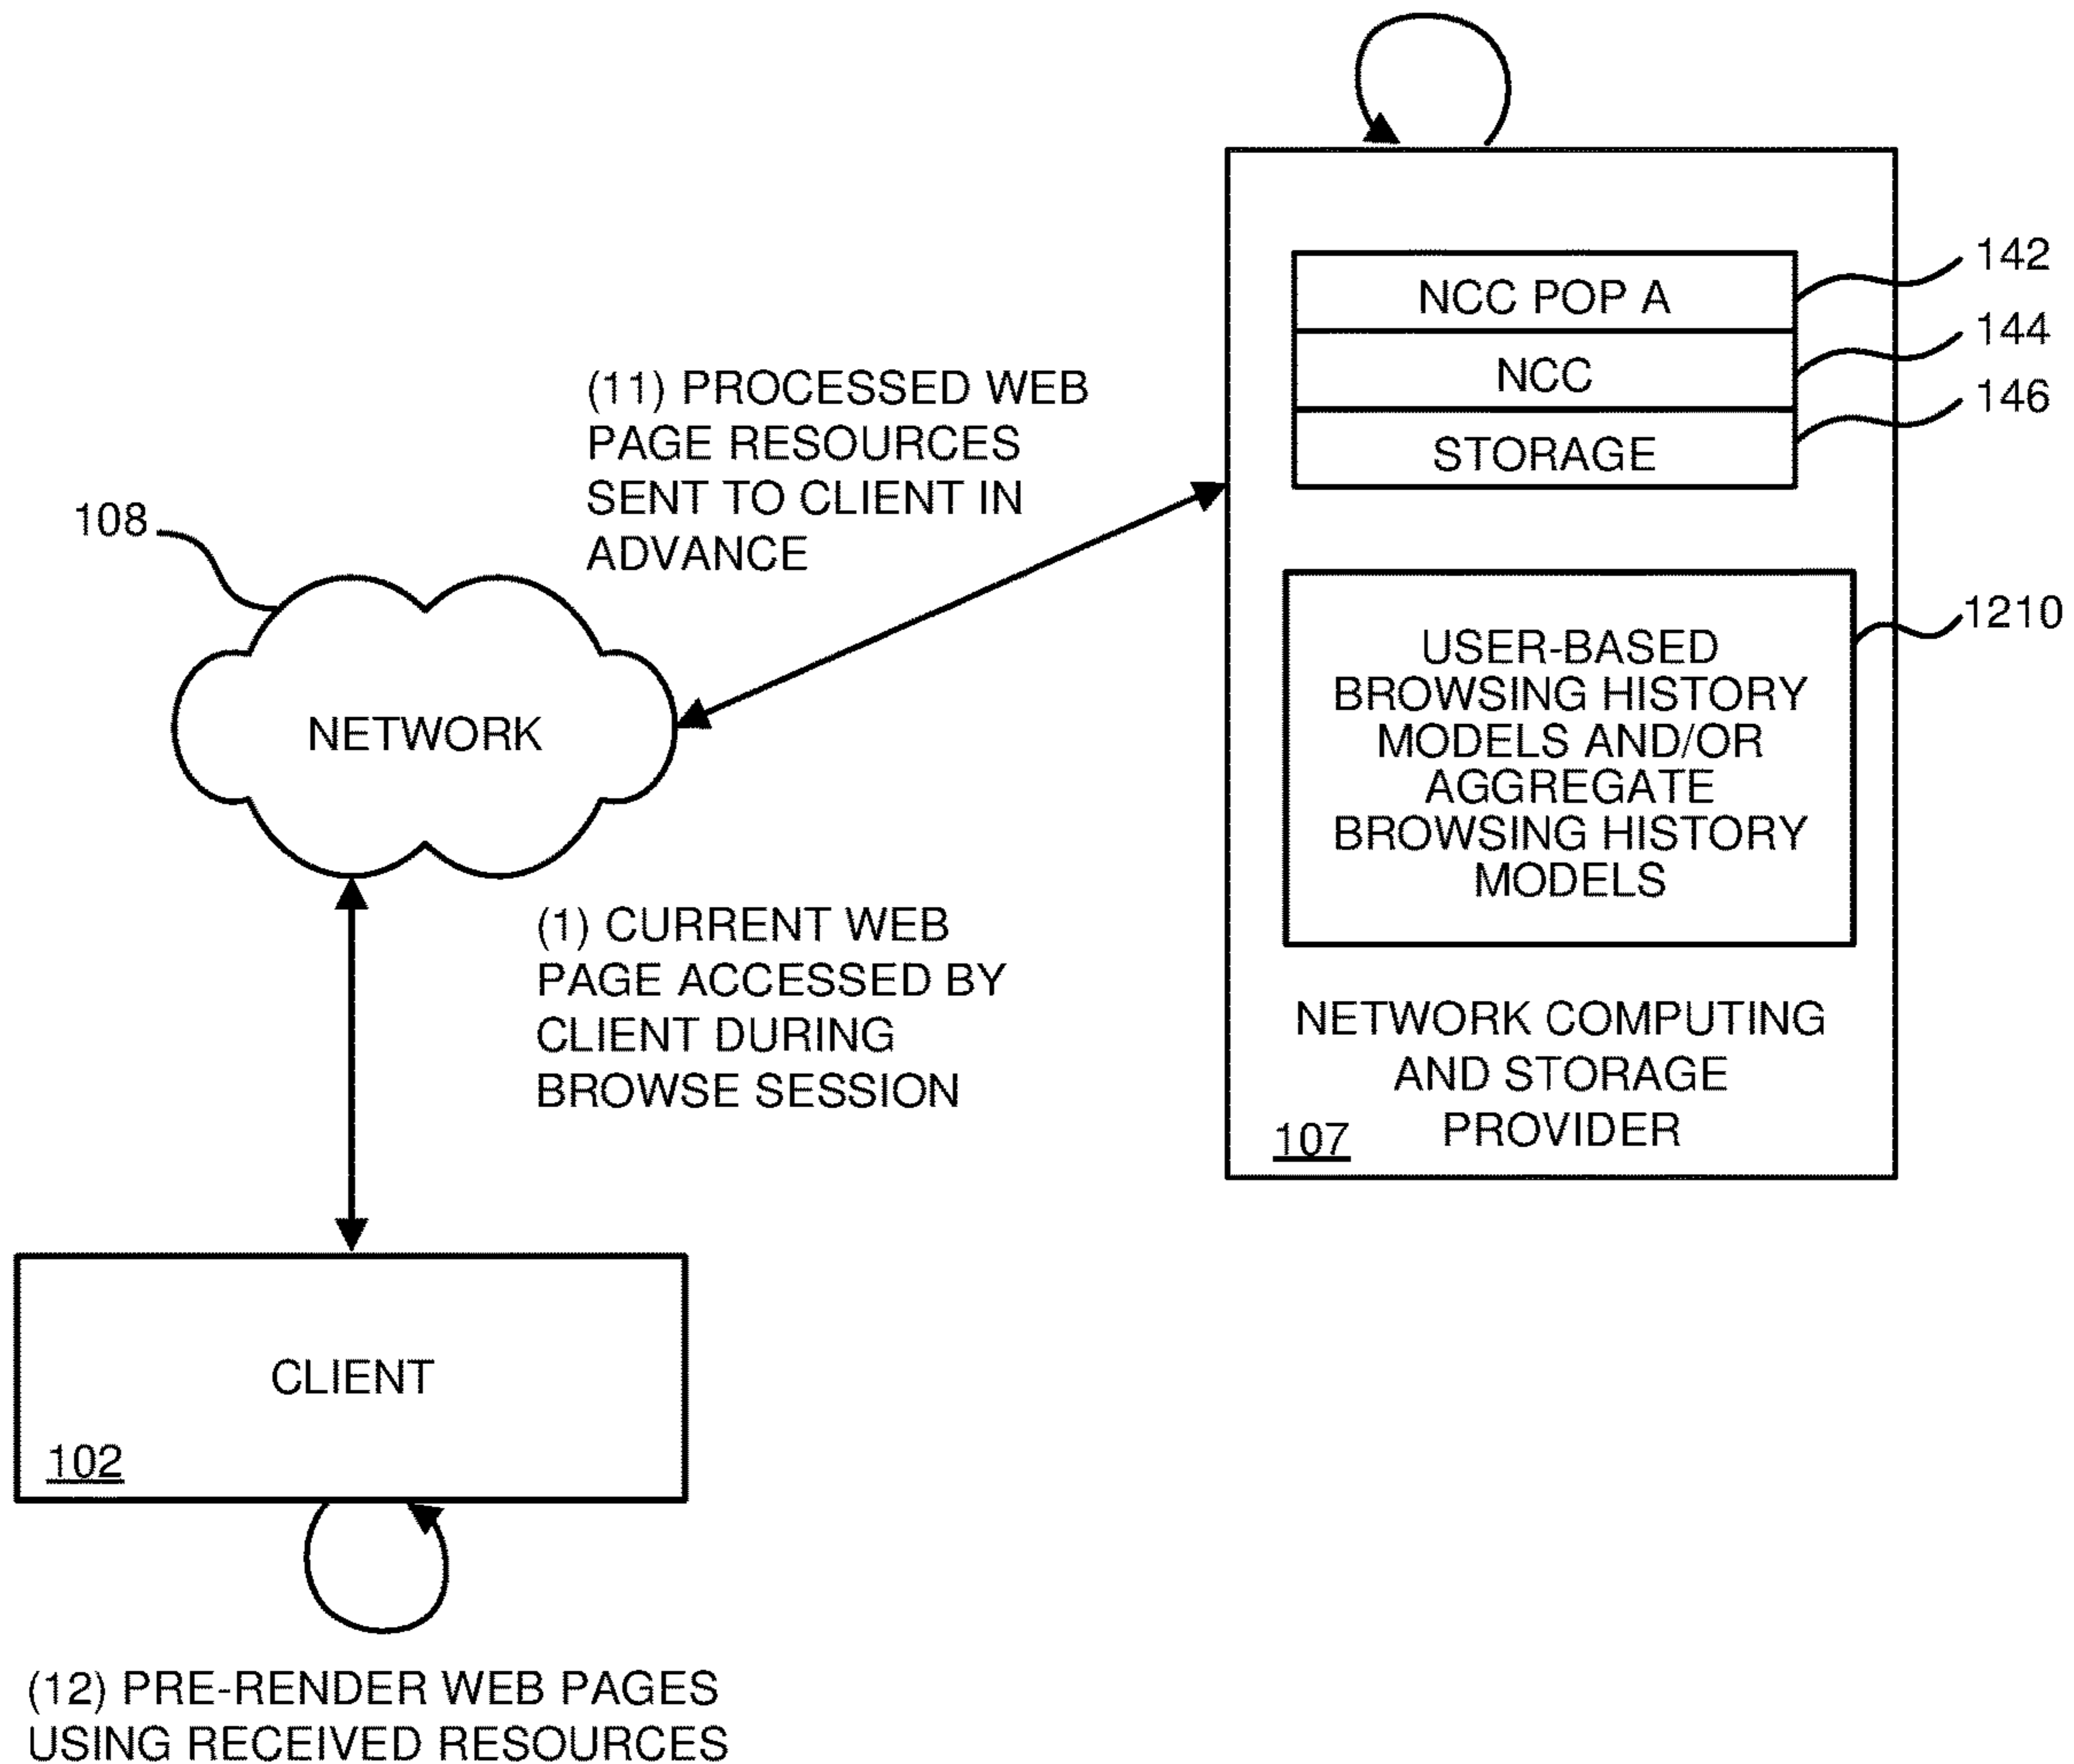 142
NCC POP A
144
NCC
146
STORAGE
(11) PROCESSED WEB
PAGE RESOURCES
SENT TO CLIENT IN
ADVANCE
108
NETWORK
1210
USER-BASED
BROWSING HISTORY
MODELS AND/OR
AGGREGATE
BROWSING HISTORY
MODELS
(1) CURRENT WEB
PAGE ACCESSED BY
CLIENT DURING
BROWSE SESSION
NETWORK COMPUTING
AND STORAGE
PROVIDER
107
CLIENT
102
(12) PRE-RENDER WEB PAGES
USING RECEIVED RESOURCES